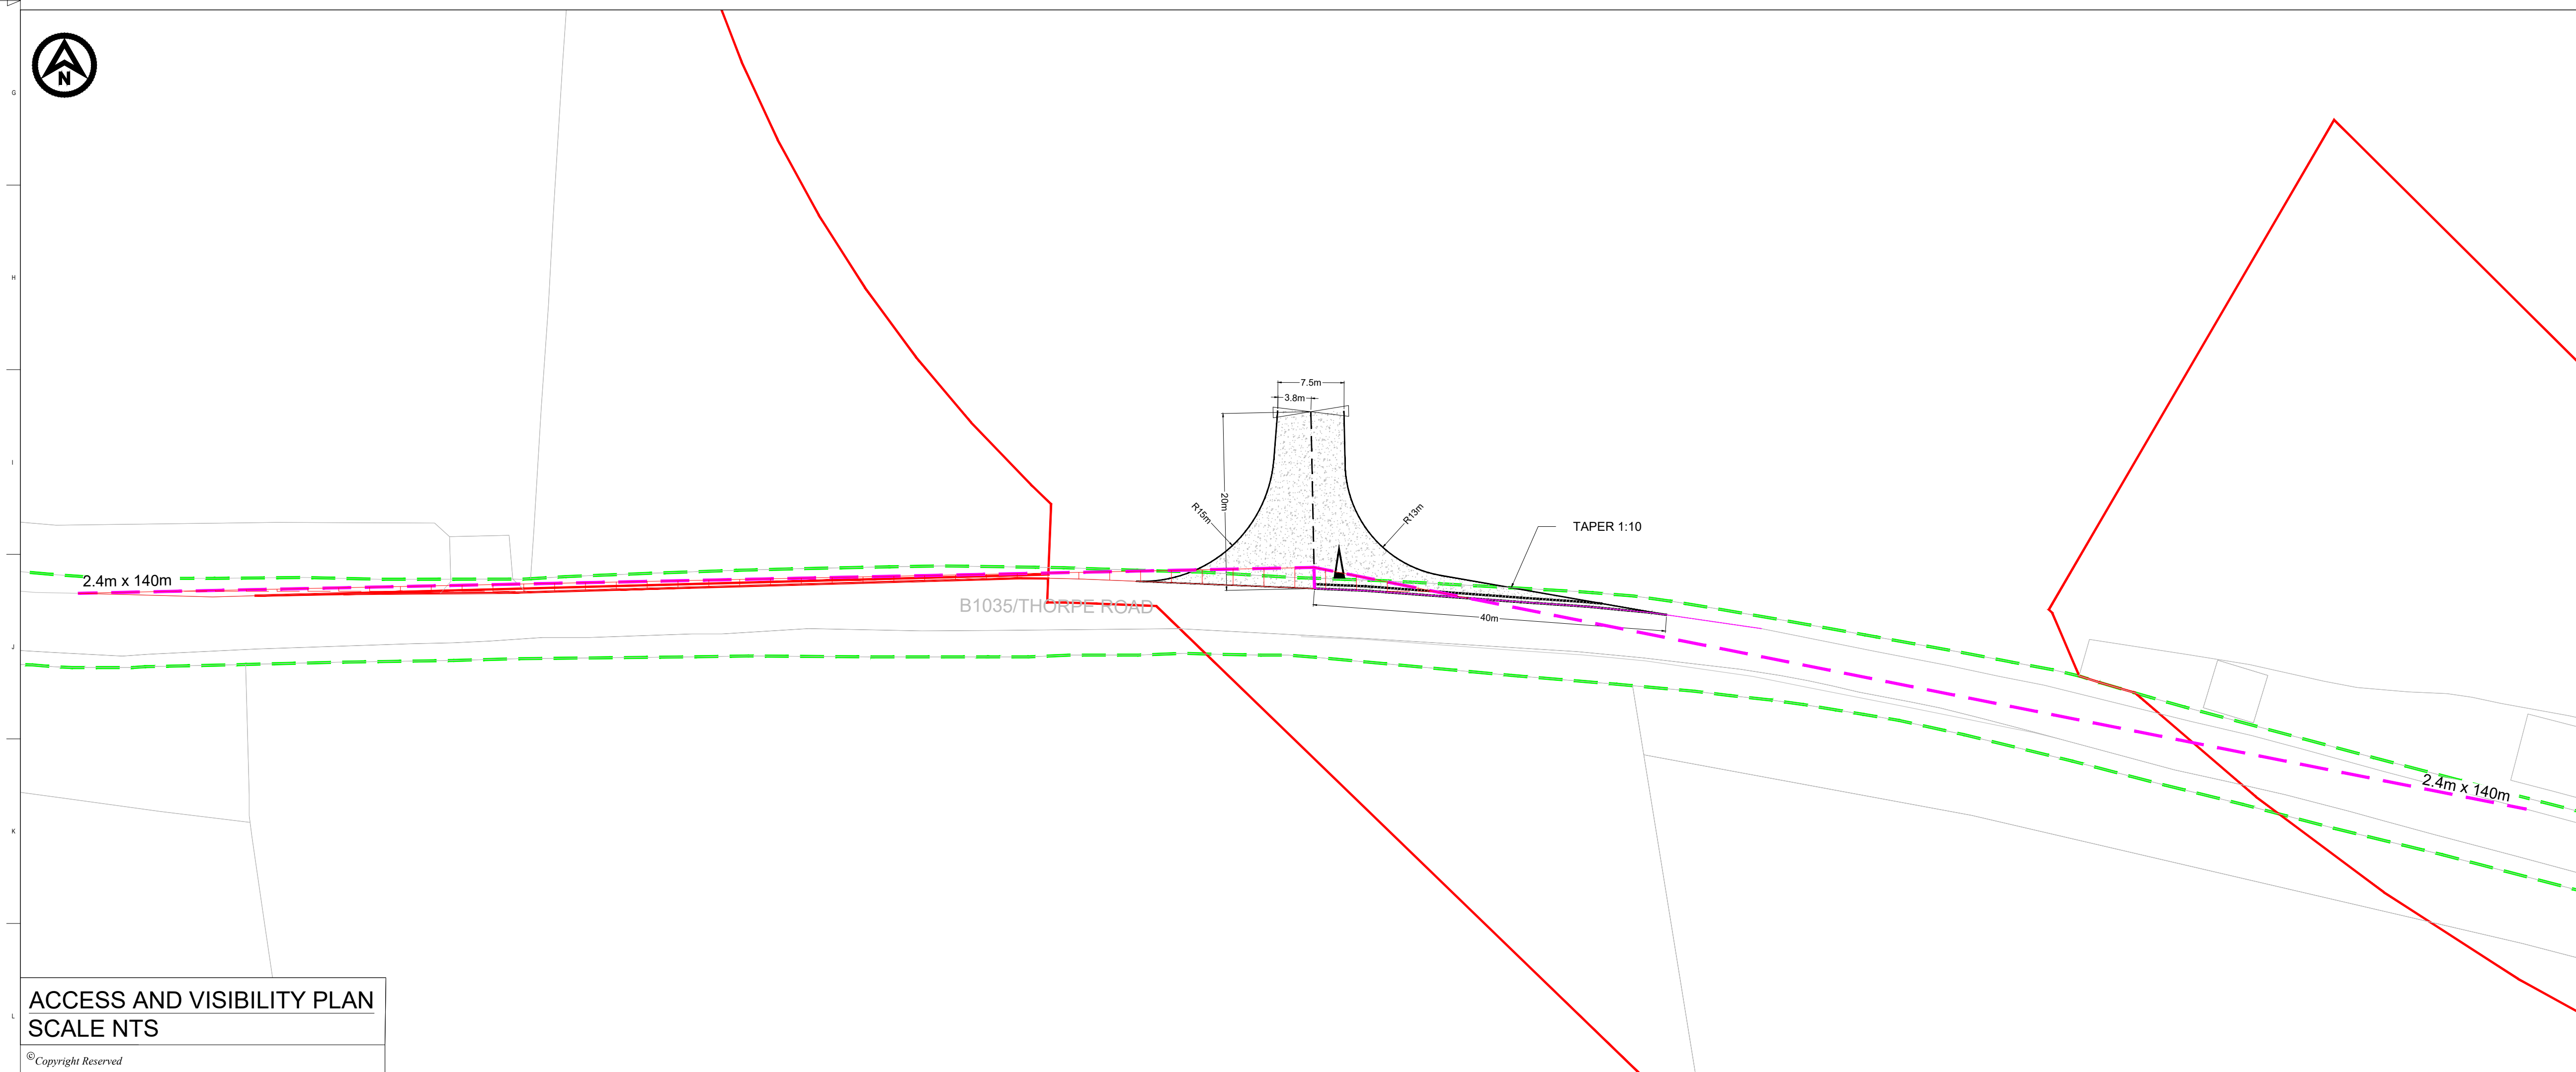 N
G
H
I
J
K
L
7.5m
3.8m
20m
R15m
R13m
TAPER 1:10
2.4m x 140m
B1035/THORPE ROAD
40m
2.4m x 140m
ACCESS AND VISIBILITY PLAN
SCALE NTS
©Copyright Reserved